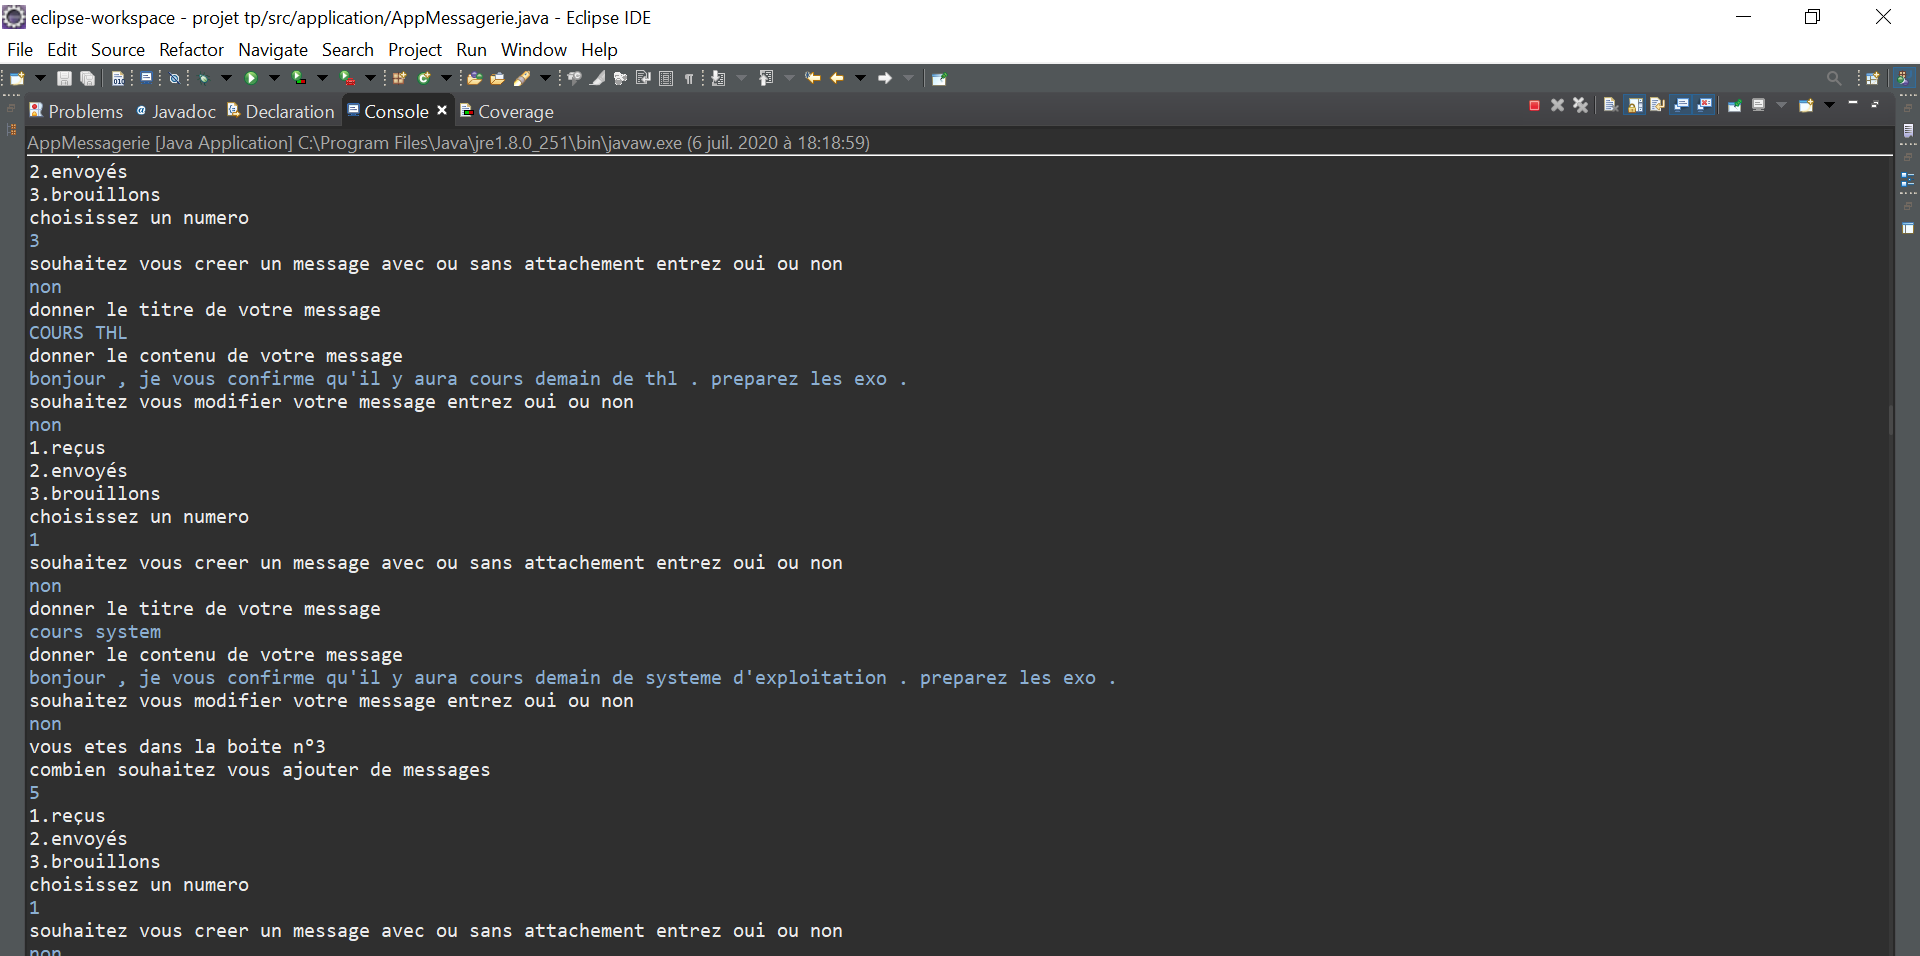 eclipse-workspace - projet tp/src/application/AppMessagerie.java - Eclipse IDE
File Edit Source Refactor Navigate Search Project Run Window Help
Problems Javadoc Declaration Console Coverage
AppMessagerie [Java Application] C:\Program Files\Java\jre1.8.0_251\bin\javaw.exe (6 juil. 2020 à 18:18:59)
2.envoyés
3.brouillons
choisissez un numero
3
souhaitez vous creer un message avec ou sans attachement entrez oui ou non
non
donner le titre de votre message
COURS THL
donner le contenu de votre message
bonjour , je vous confirme qu'il y aura cours demain de thl . preparez les exo .
souhaitez vous modifier votre message entrez oui ou non
non
1.reçus
2.envoyés
3.brouillons
choisissez un numero
1
souhaitez vous creer un message avec ou sans attachement entrez oui ou non
non
donner le titre de votre message
cours system
donner le contenu de votre message
bonjour , je vous confirme qu'il y aura cours demain de systeme d'exploitation . preparez les exo .
souhaitez vous modifier votre message entrez oui ou non
non
vous etes dans la boite n°3
combien souhaitez vous ajouter de messages
5
1.reçus
2.envoyés
3.brouillons
choisissez un numero
1
souhaitez vous creer un message avec ou sans attachement entrez oui ou non
non